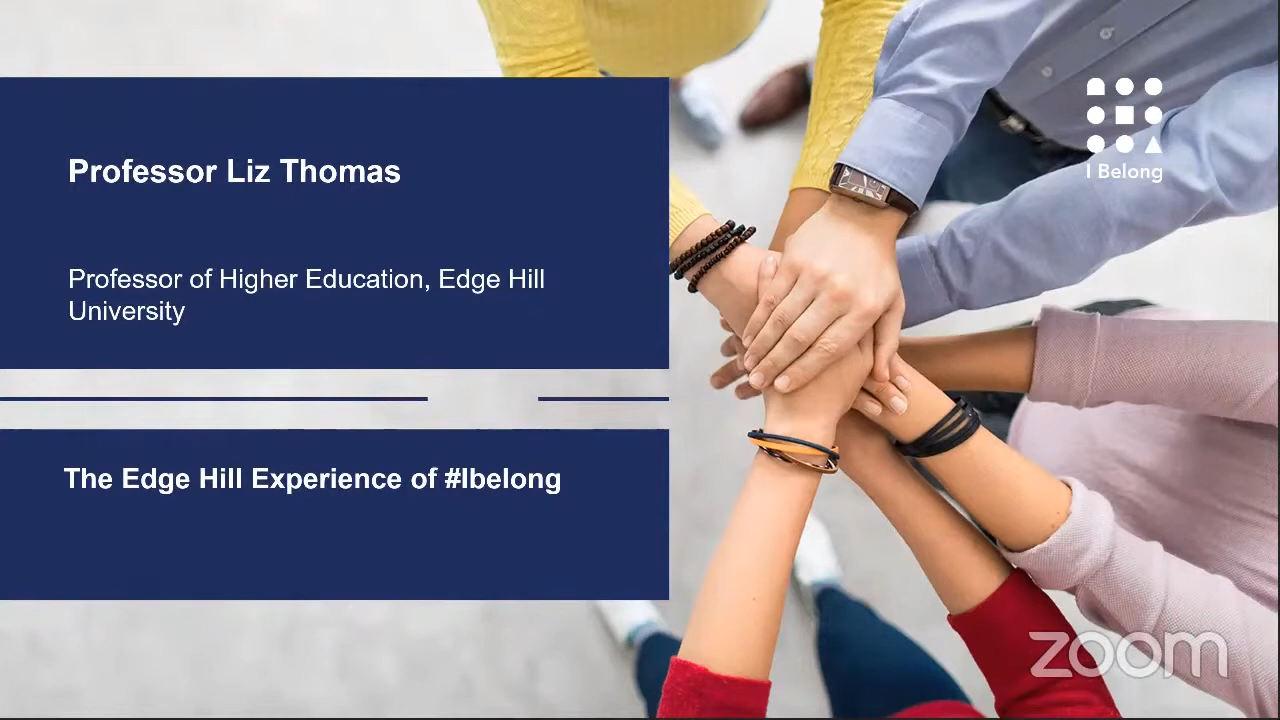 Professor Liz Thomas
Professor of Higher Education, Edge Hill
University
The Edge Hill Experience of #Ibelong
I Belong
zoom